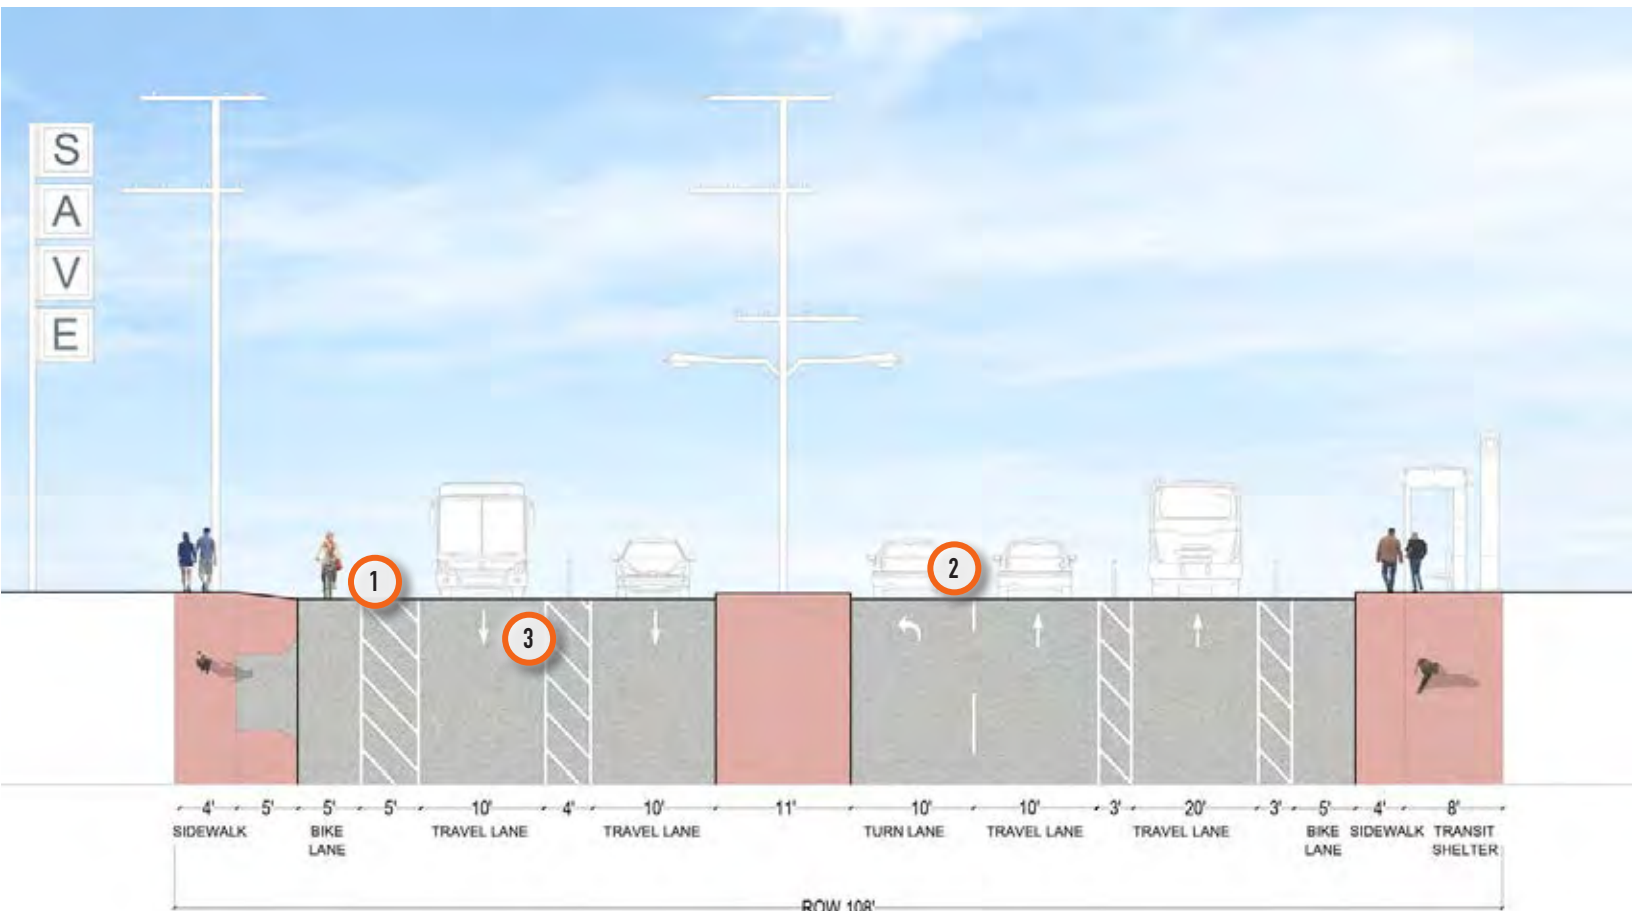 S
A
V
E
1
2
3
4' 5' 5' 5' 10' 4' 10' 11' 10' 10' 3' 20' 3' 5' 4' 8'
SIDEWALK BIKE LANE TRAVEL LANE TRAVEL LANE TURN LANE TRAVEL LANE TRAVEL LANE BIKE LANE SIDEWALK TRANSIT SHELTER
ROW 108'